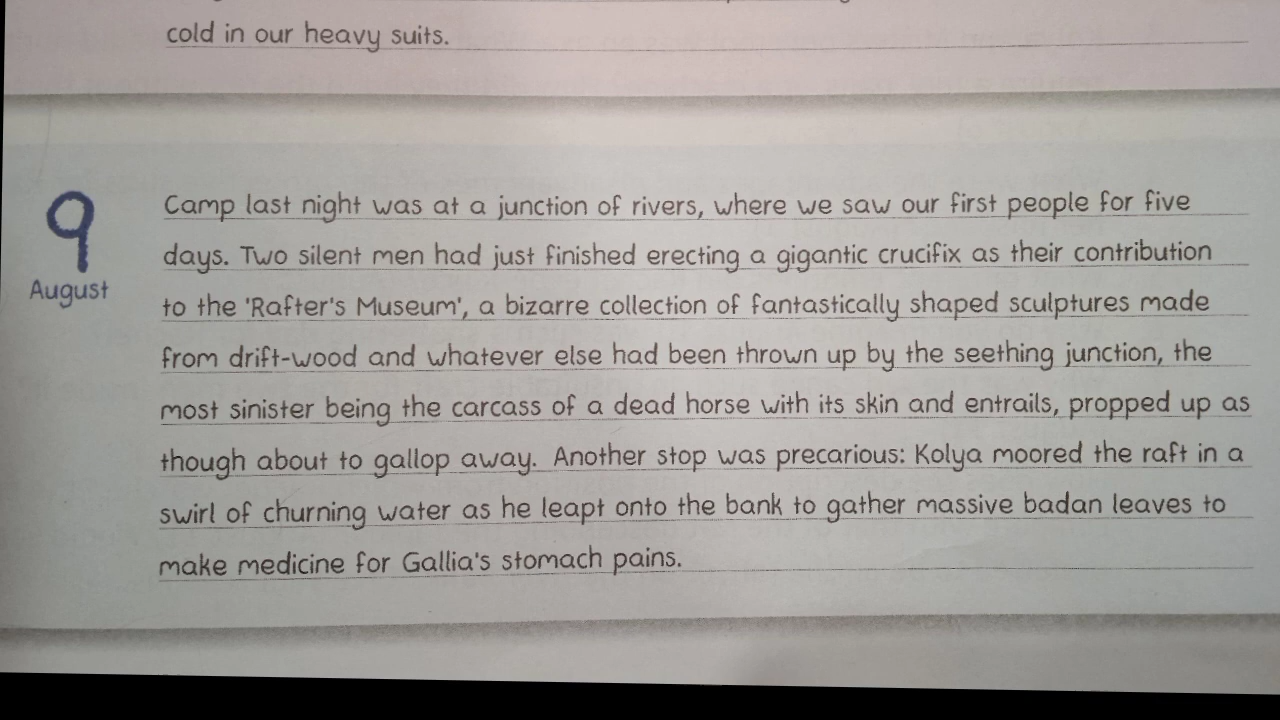 cold in our heavy suits.
9
August
Camp last night was at a junction of rivers, where we saw our first people for five
days. Two silent men had just finished erecting a gigantic crucifix as their contribution
to the 'Rafter's Museum', a bizarre collection of fantastically shaped sculptures made
from drift-wood and whatever else had been thrown up by the seething junction, the
most sinister being the carcass of a dead horse with its skin and entrails, propped up as
though about to gallop away. Another stop was precarious: Kolya moored the raft in a
swirl of churning water as he leapt onto the bank to gather massive badan leaves to
make medicine for Gallia's stomach pains.